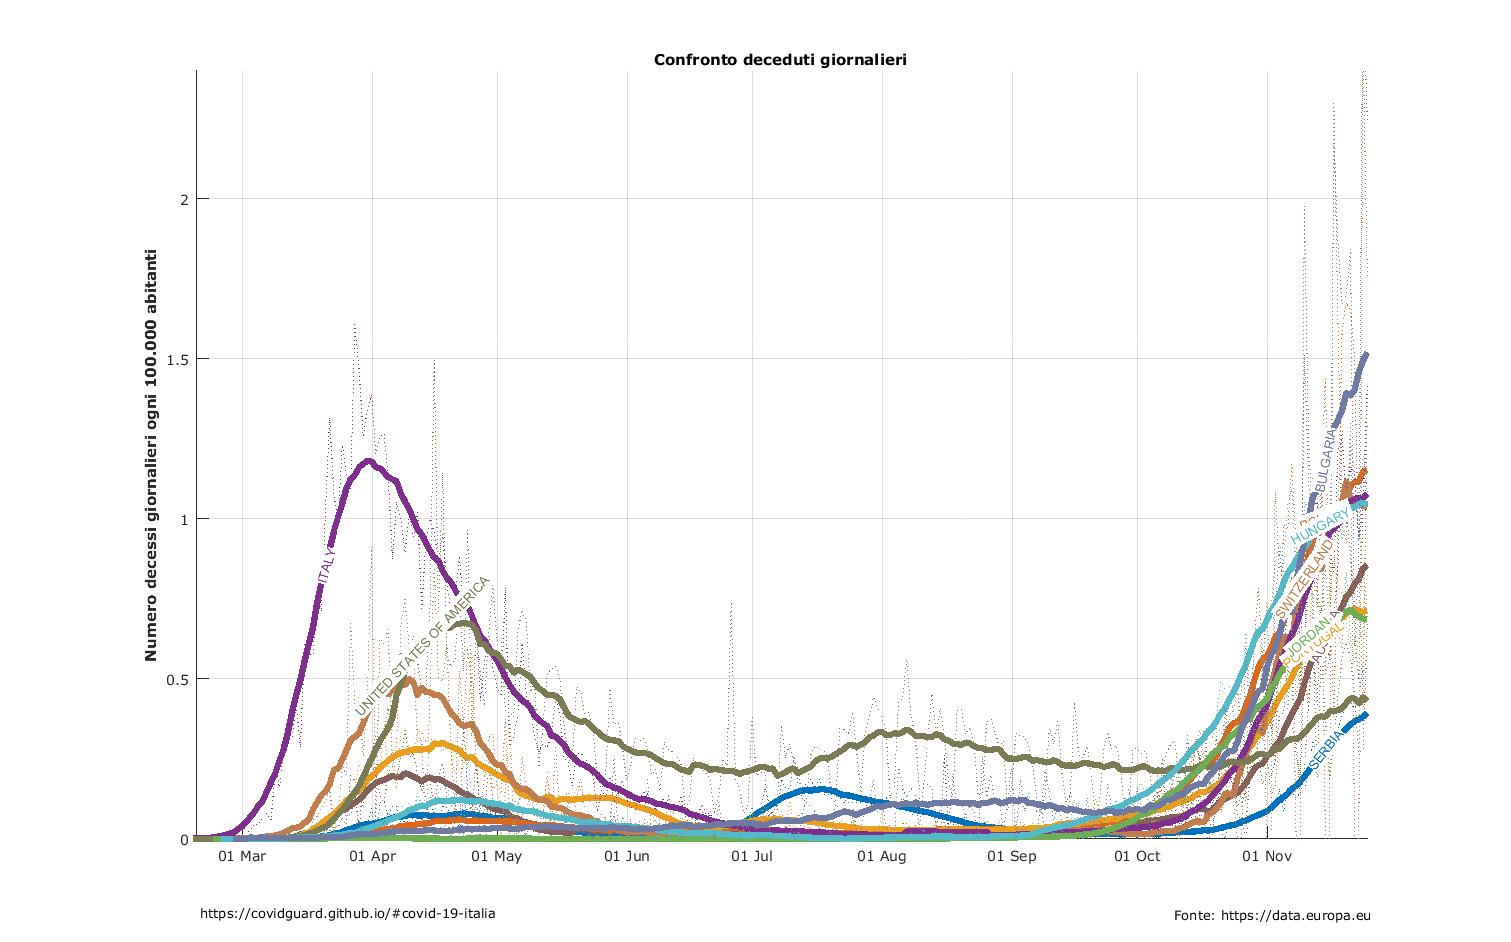 Confronto deceduti giornalieri
Numero decessi giornalieri ogni 100.000 abitanti
2
1.5
1
0.5
0
ITALY
UNITED STATES OF AMERICA
BULGARIA
HUNGARY
SWITZERLAND
JORDAN
PORTUGAL
SERBIA
01 Mar
01 Apr
01 May
01 Jun
01 Jul
01 Aug
01 Sep
01 Oct
01 Nov
https://covidguard.github.io/#covid-19-italia
Fonte: https://data.europa.eu